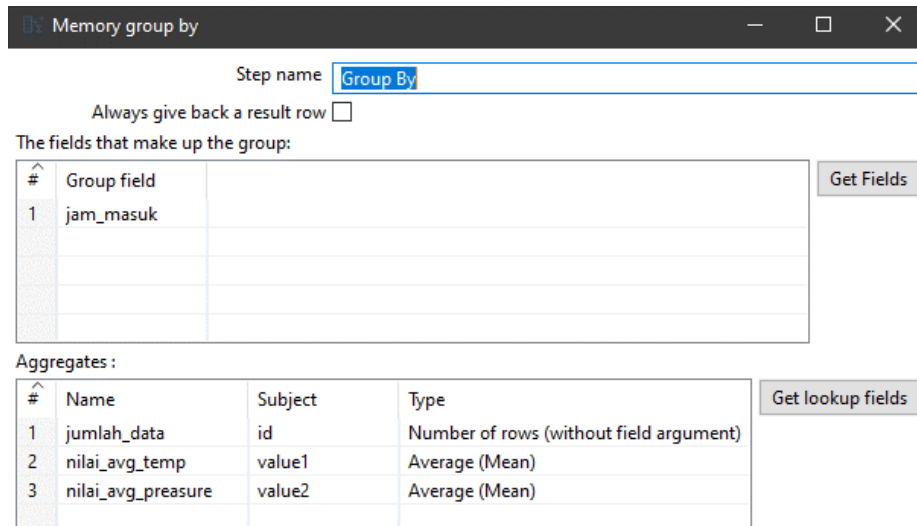 Memory group by
Step name Group By
Always give back a result row
The fields that make up the group:
# Group field
Get Fields
1 jam_masuk
Aggregates :
# Name Subject Type
Get lookup fields
1 jumlah_data id Number of rows (without field argument)
2 nilai_avg_temp value1 Average (Mean)
3 nilai_avg_preasure value2 Average (Mean)